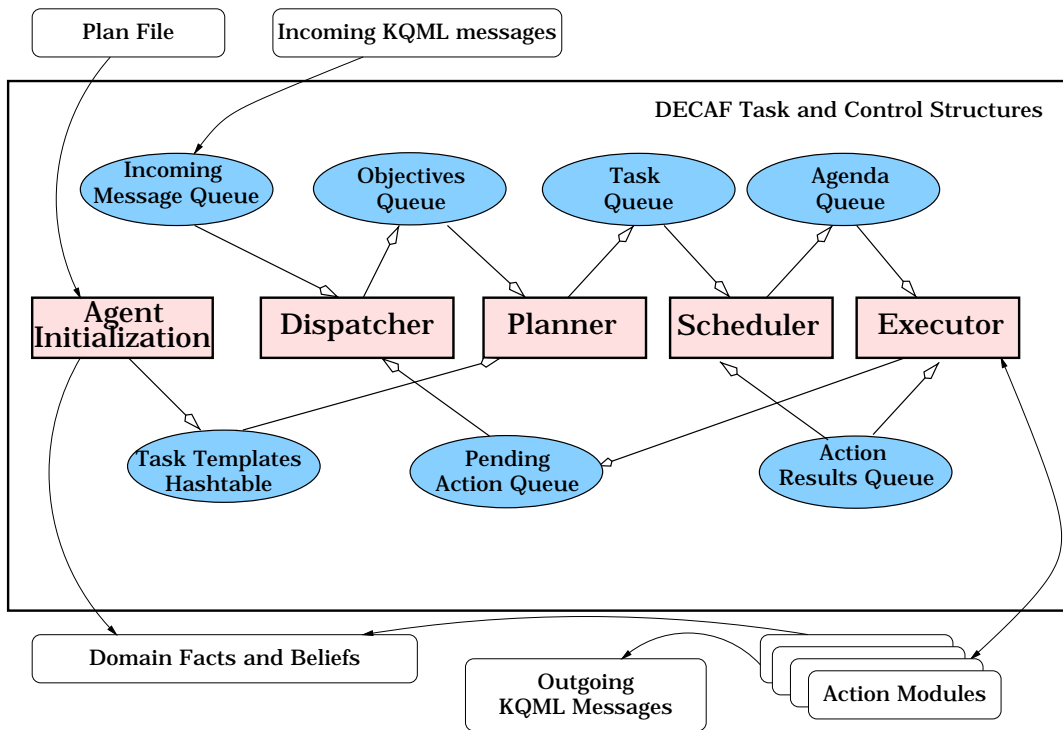 Plan File
Incoming KQML messages
DECAF Task and Control Structures
Incoming
Message Queue
Objectives
Queue
Task
Queue
Agenda
Queue
Agent
Initialization
Dispatcher
Planner
Scheduler
Executor
Task Templates
Hashtable
Pending
Action Queue
Action
Results Queue
Domain Facts and Beliefs
Outgoing
KQML Messages
Action Modules